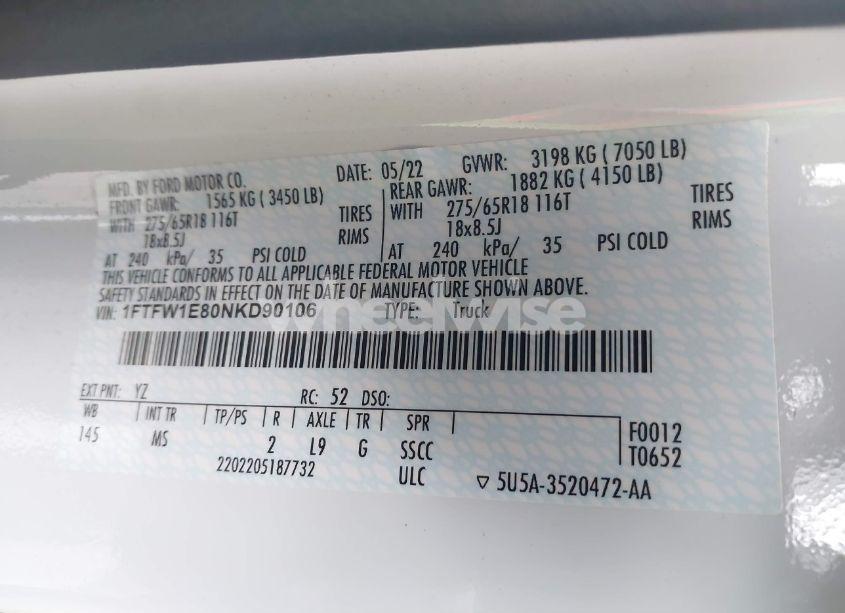 MFD. BY FORD MOTOR CO. DATE: 05/22 GVWR: 3198 KG ( 7050 LB)
FRONT GAWR: 1565 KG ( 3450 LB) REAR GAWR: 1882 KG ( 4150 LB)
WITH 275/65R18 116T TIRES WITH 275/65R18 116T TIRES
18x8.5J RIMS 18x8.5J RIMS
AT 240 kPa/ 35 PSI COLD AT 240 kPa/ 35 PSI COLD
THIS VEHICLE CONFORMS TO ALL APPLICABLE FEDERAL MOTOR VEHICLE
SAFETY STANDARDS IN EFFECT ON THE DATE OF MANUFACTURE SHOWN ABOVE.
VIN: 1FTFW1E80NKD90106 TYPE: Truck
wheelwise
EXT PNT: YZ RC: 52 DSO:
WB INT TR TP/PS R AXLE TR SPR
145 MS 2 L9 G SSCC
F0012
T0652
2202205187732 ULC
▽ 5U5A-3520472-AA